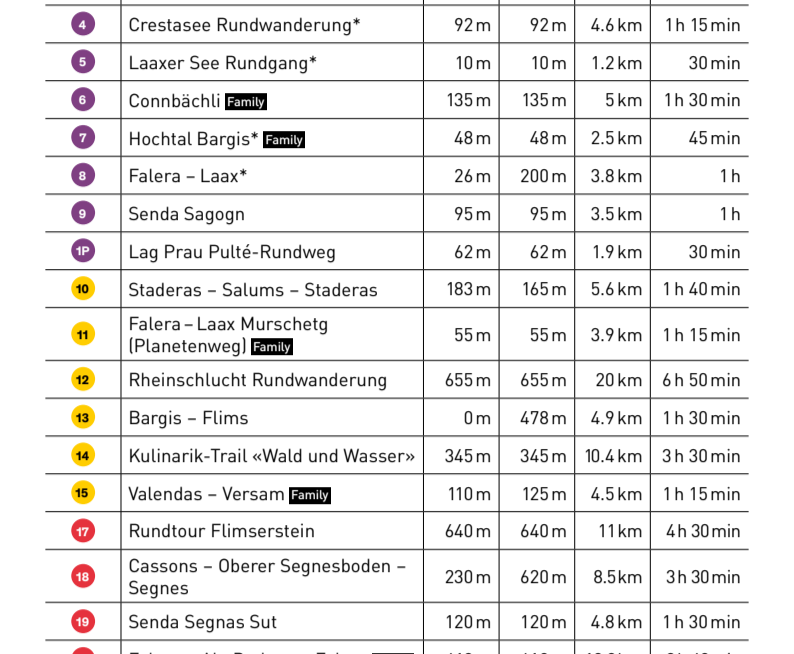 4 Crestasee Rundwanderung* 92 m 92 m 4.6 km 1 h 15 min
5 Laaxer See Rundgang* 10 m 10 m 1.2 km 30 min
6 Connbächli Family 135 m 135 m 5 km 1 h 30 min
7 Hochtal Bargis* Family 48 m 48 m 2.5 km 45 min
8 Falera – Laax* 26 m 200 m 3.8 km 1 h
9 Senda Sagogn 95 m 95 m 3.5 km 1 h
1P Lag Prau Pulté-Rundweg 62 m 62 m 1.9 km 30 min
10 Staderas – Salums – Staderas 183 m 165 m 5.6 km 1 h 40 min
11 Falera – Laax Murschetg
(Planetenweg) Family 55 m 55 m 3.9 km 1 h 15 min
12 Rheinschlucht Rundwanderung 655 m 655 m 20 km 6 h 50 min
13 Bargis – Flims 0 m 478 m 4.9 km 1 h 30 min
14 Kulinarik-Trail «Wald und Wasser» 345 m 345 m 10.4 km 3 h 30 min
15 Valendas – Versam Family 110 m 125 m 4.5 km 1 h 15 min
17 Rundtour Flimserstein 640 m 640 m 11 km 4 h 30 min
18 Cassons – Oberer Segnesboden –
Segnes 230 m 620 m 8.5 km 3 h 30 min
19 Senda Segnas Sut 120 m 120 m 4.8 km 1 h 30 min